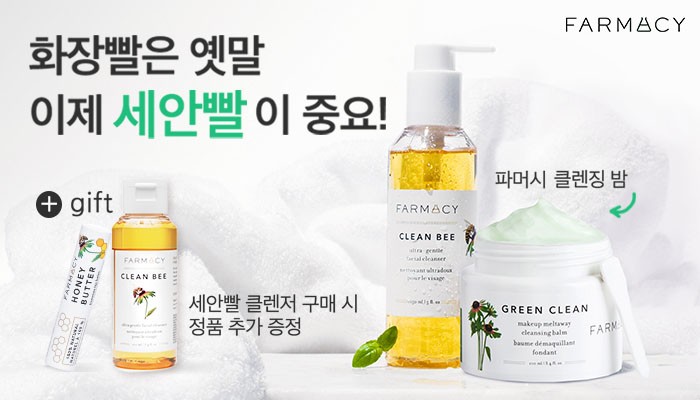 FARMACY
화장빨은 옛말
이제 세안빨이 중요!
+ gift
FARMACY
HONEY
BUTTER
FARMACY
CLEAN BEE
세안빨 클렌저 구매 시
정품 추가 증정
FARMACY
CLEAN BEE
ultra-gentle
facial cleanser
nettoyant ultradoux
pour le visage
파머시 클렌징 밤
GREEN CLEAN
makeup meltaway
cleansing balm
baume démaquillant
fondant
FARMACY